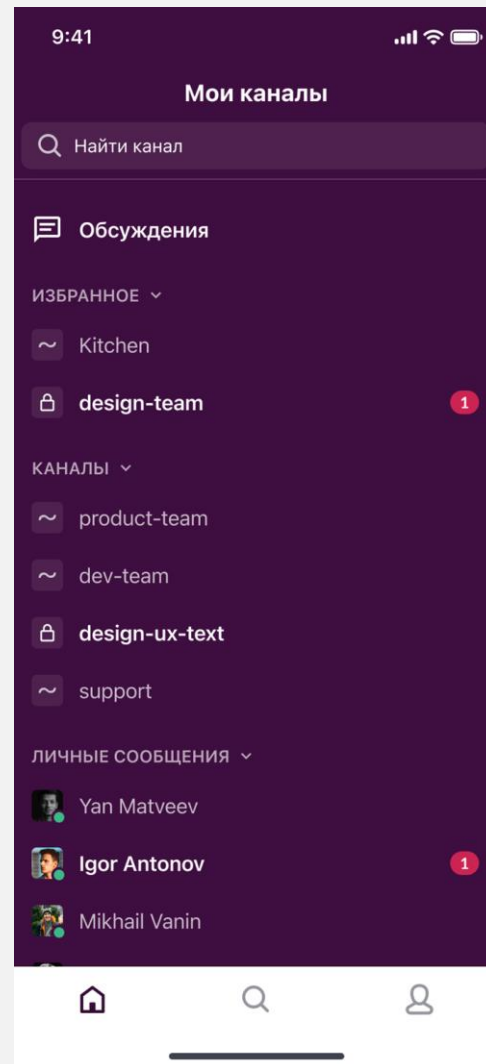 9:41
Мои каналы
Найти канал
Обсуждения
ИЗБРАННОЕ
~ Kitchen
design-team 1
КАНАЛЫ
~ product-team
~ dev-team
design-ux-text
~ support
ЛИЧНЫЕ СООБЩЕНИЯ
Yan Matveev
Igor Antonov 1
Mikhail Vanin